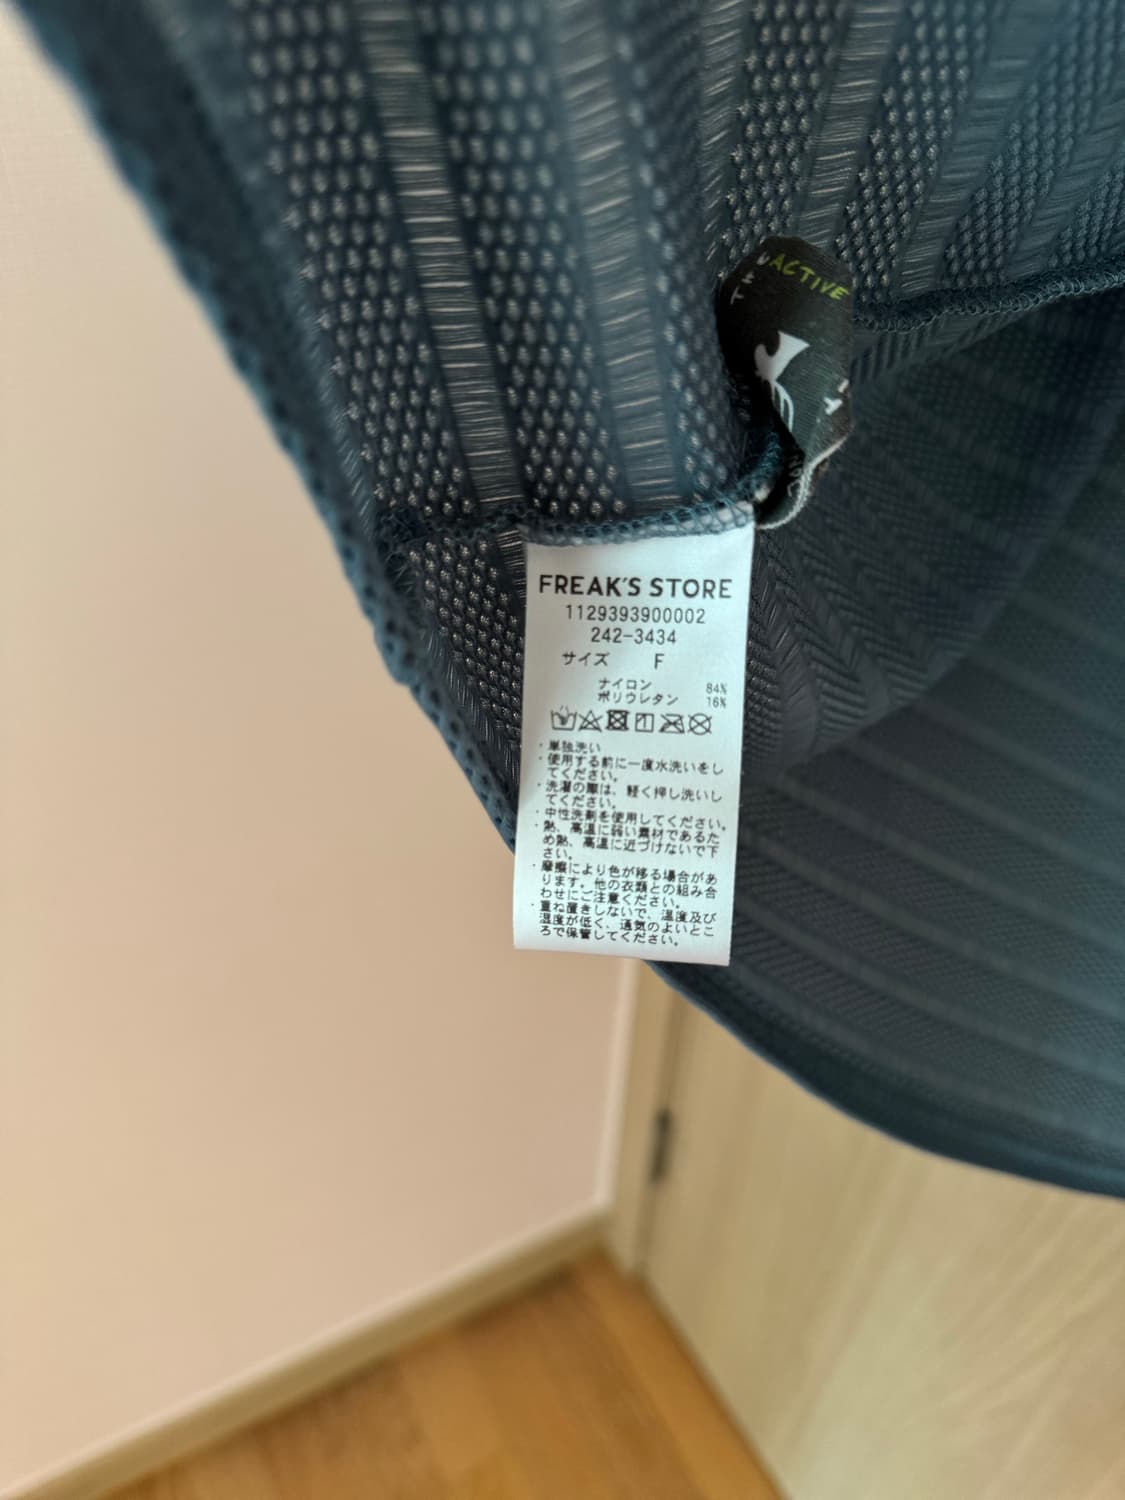 ACTIVE
FREAK'S STORE
1129393900002
242-3434
サイズ F
ナイロン 84%
ポリウレタン 16%
・単独洗い
・使用する前に一度水洗いをし
てください。
・洗濯の際は、軽く押し洗いし
てください。
・中性洗剤を使用してください。
・熱、高温に弱い素材であるた
め熱、高温に近づけないで下
さい。
・摩擦により色が移る場合があ
ります。他の衣類との組み合
わせにご注意ください。
・重ね置きしないで、温度及び
湿度が低く、通気のよいとこ
ろで保管してください。